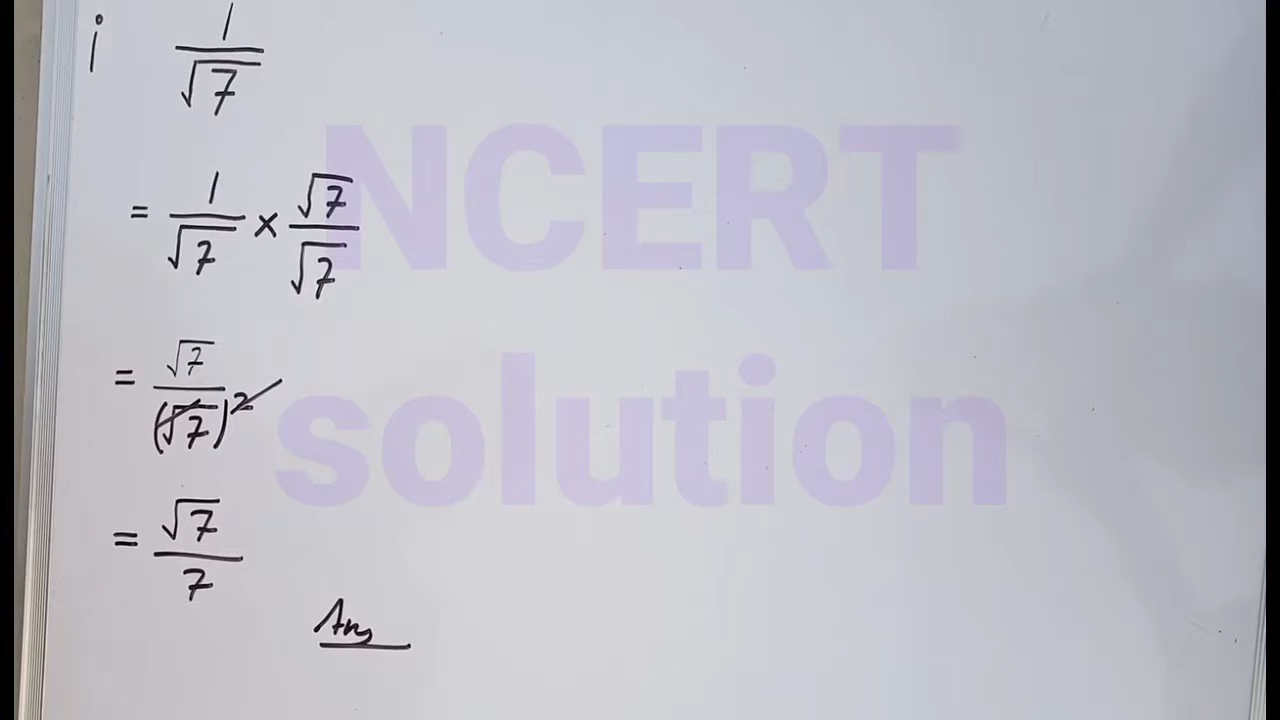 i 1/√7
= 1/√7 × √7/√7
= √7/(√7)²
= √7/7
Ans
NCERT
solution